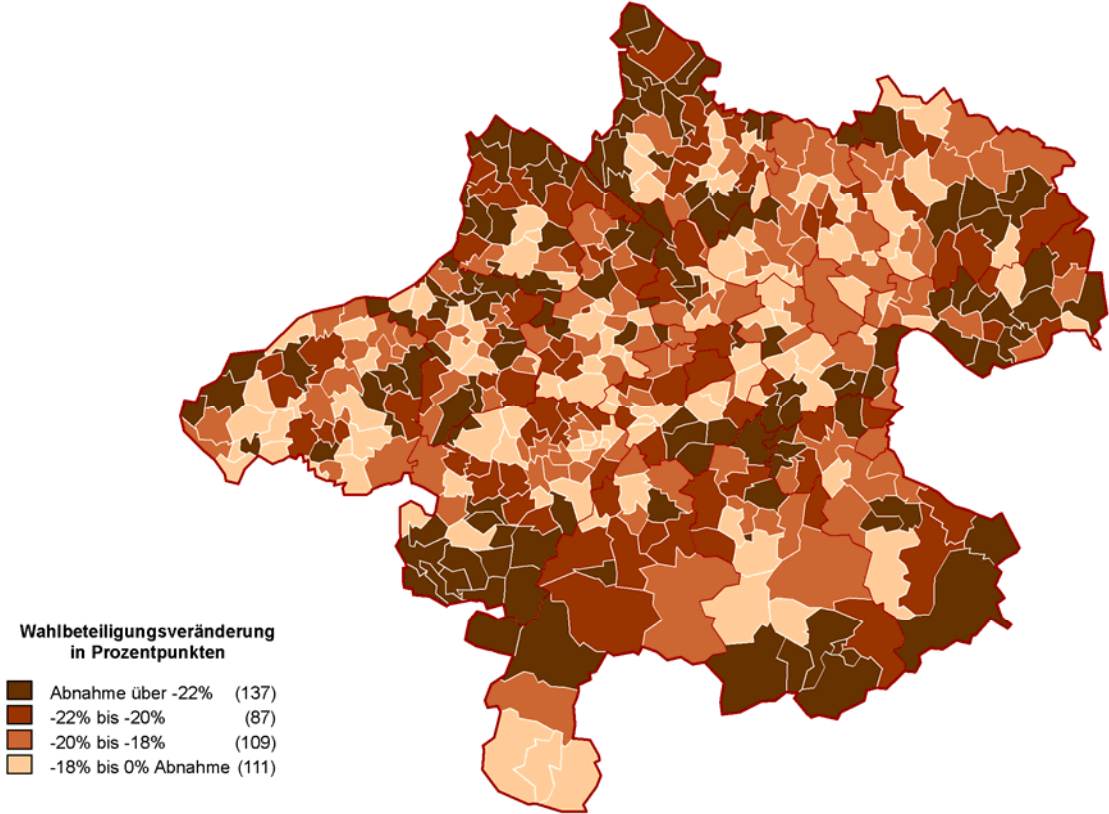 Wahlbeteiligungsveränderung
in Prozentpunkten
Abnahme über -22% (137)
-22% bis -20% (87)
-20% bis -18% (109)
-18% bis 0% Abnahme (111)